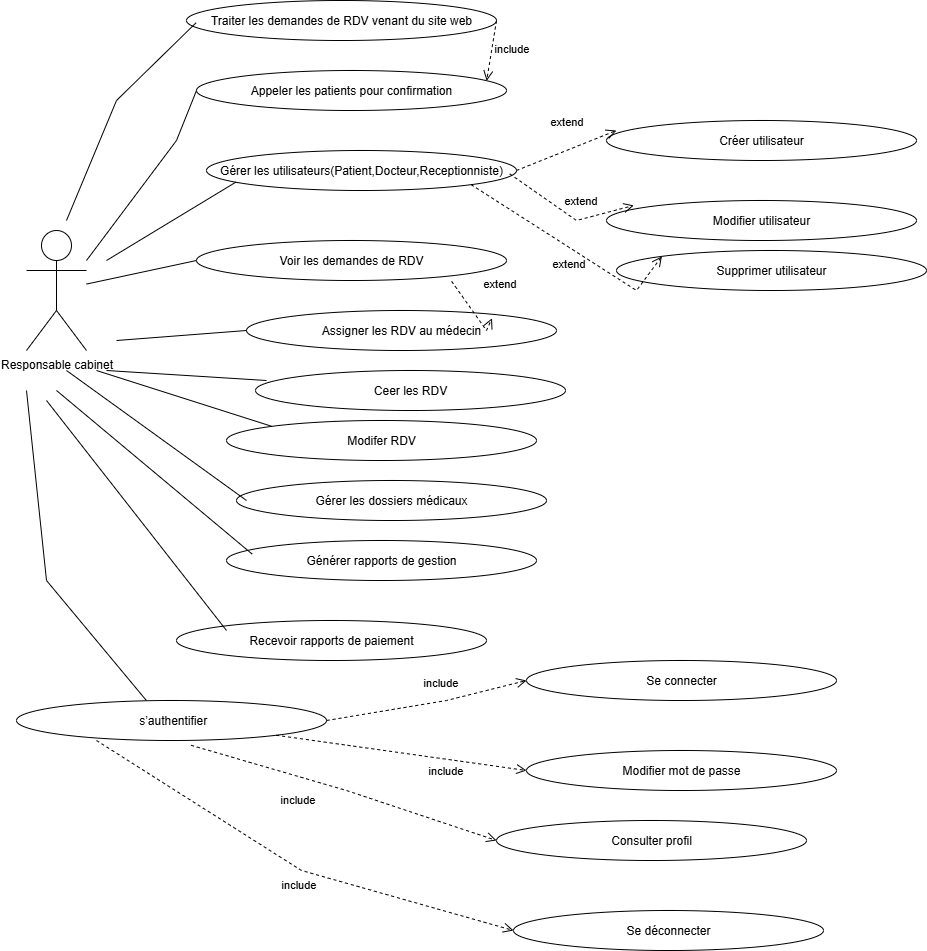 Traiter les demandes de RDV venant du site web
include
Appeler les patients pour confirmation
extend
Créer utilisateur
Gérer les utilisateurs(Patient,Docteur,Receptionniste)
extend
Modifier utilisateur
Voir les demandes de RDV
extend
Supprimer utilisateur
extend
Assigner les RDV au médecin
Responsable cabinet
Ceer les RDV
Modifer RDV
Gérer les dossiers médicaux
Générer rapports de gestion
Recevoir rapports de paiement
include
Se connecter
s'authentifier
include
Modifier mot de passe
include
Consulter profil
include
Se déconnecter